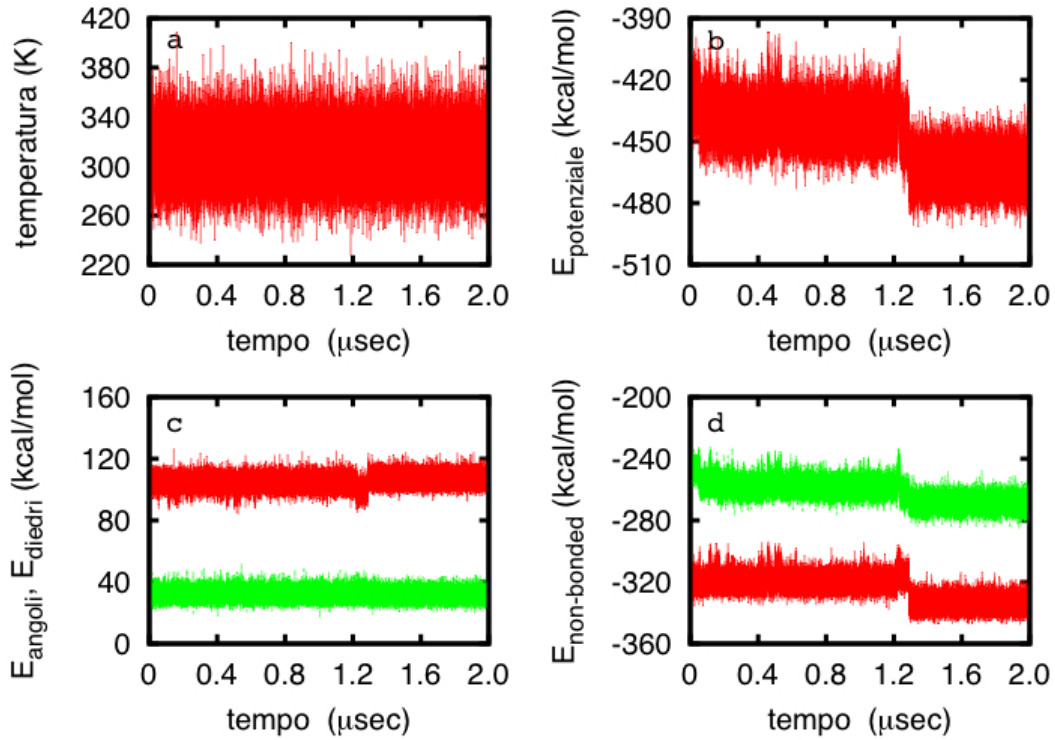 420
380
340
300
260
220
temperatura (K)
a
0 0.4 0.8 1.2 1.6 2.0
tempo (μsec)
-390
-420
-450
-480
-510
E_potenziale (kcal/mol)
b
0 0.4 0.8 1.2 1.6 2.0
tempo (μsec)
160
120
80
40
0
E_angoli, E_diedri (kcal/mol)
c
0 0.4 0.8 1.2 1.6 2.0
tempo (μsec)
-200
-240
-280
-320
-360
E_non-bonded (kcal/mol)
d
0 0.4 0.8 1.2 1.6 2.0
tempo (μsec)